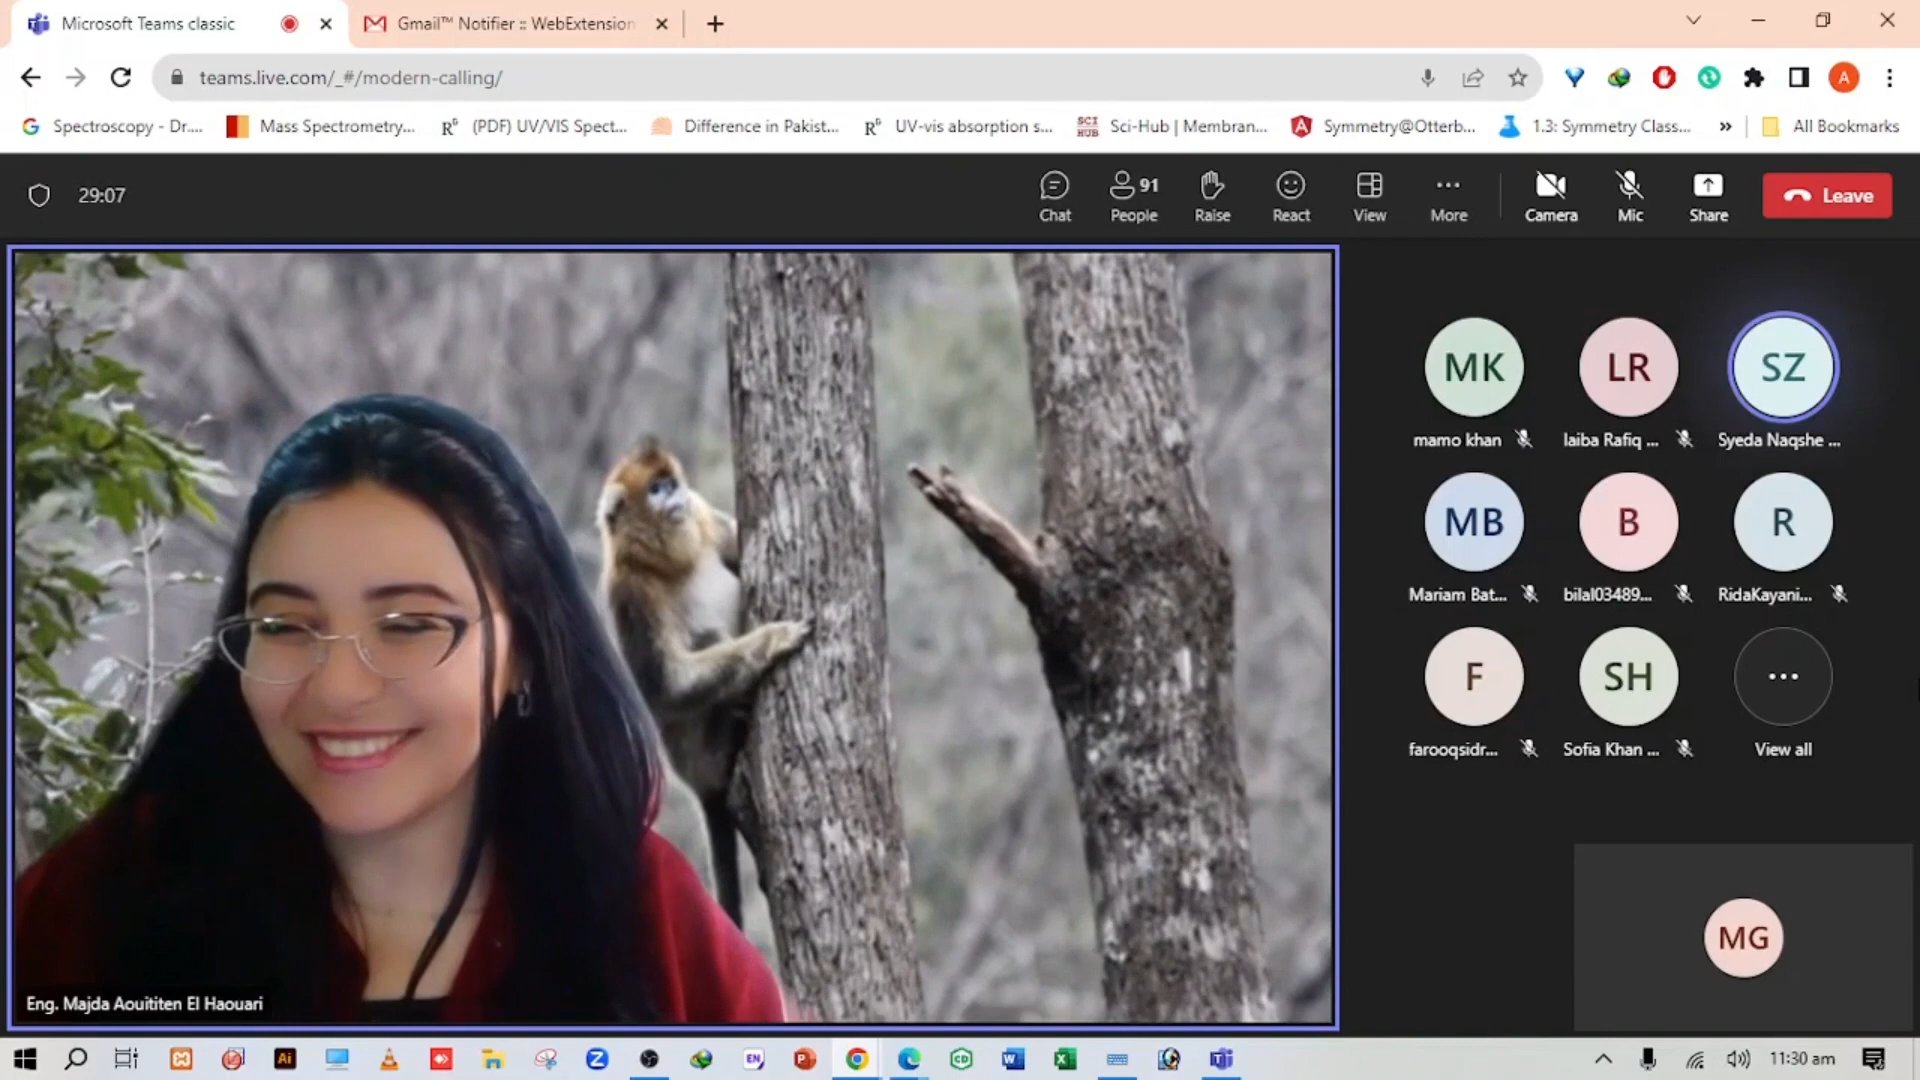 Microsoft Teams classic
Gmail™ Notifier :: WebExtension
teams.live.com/_#/modern-calling/
A
Spectroscopy - Dr....
Mass Spectrometry...
(PDF) UV/VIS Spect...
Difference in Pakist...
UV-vis absorption s...
SCI HUB
Sci-Hub | Membran...
Symmetry@Otterb...
1.3: Symmetry Class...
»
All Bookmarks
29:07
Chat
91
People
Raise
React
View
More
Camera
Mic
Share
Leave
MK
LR
SZ
mamo khan
laiba Rafiq ...
Syeda Naqshe ...
MB
B
R
Mariam Bat...
bilal03489...
RidaKayani...
F
SH
farooqsidr...
Sofia Khan ...
View all
MG
Eng. Majda Aouititen El Haouari
Ai
EN
11:30 am